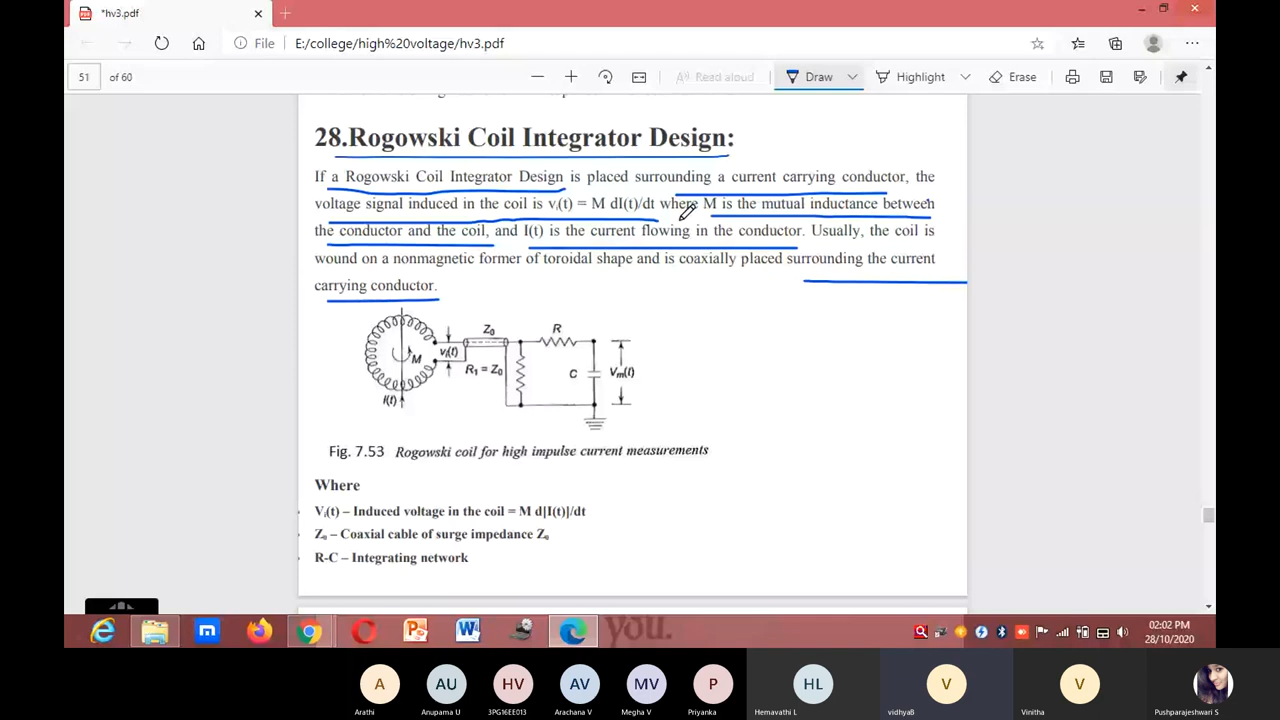 *hv3.pdf
File E:/college/high%20voltage/hv3.pdf
51 of 60 Read aloud Draw Highlight Erase
28.Rogowski Coil Integrator Design:
If a Rogowski Coil Integrator Design is placed surrounding a current carrying conductor, the
voltage signal induced in the coil is vᵢ(t) = M dI(t)/dt where M is the mutual inductance between
the conductor and the coil, and I(t) is the current flowing in the conductor. Usually, the coil is
wound on a nonmagnetic former of toroidal shape and is coaxially placed surrounding the current
carrying conductor.
Z₀ R
M vᵢ(t) R₁ = Z₀ C Vₘ(t)
I(t)
Fig. 7.53 Rogowski coil for high impulse current measurements
Where
Vᵢ(t) – Induced voltage in the coil = M d[I(t)]/dt
Z₀ – Coaxial cable of surge impedance Z₀
R-C – Integrating network
you.
02:02 PM
28/10/2020
A AU HV AV MV P HL V V
Arathi Anupama U 3PG16EE013 Arachana V Megha V Priyanka Hemavathi L vidhyaB Vinitha Pushparajeshwari S